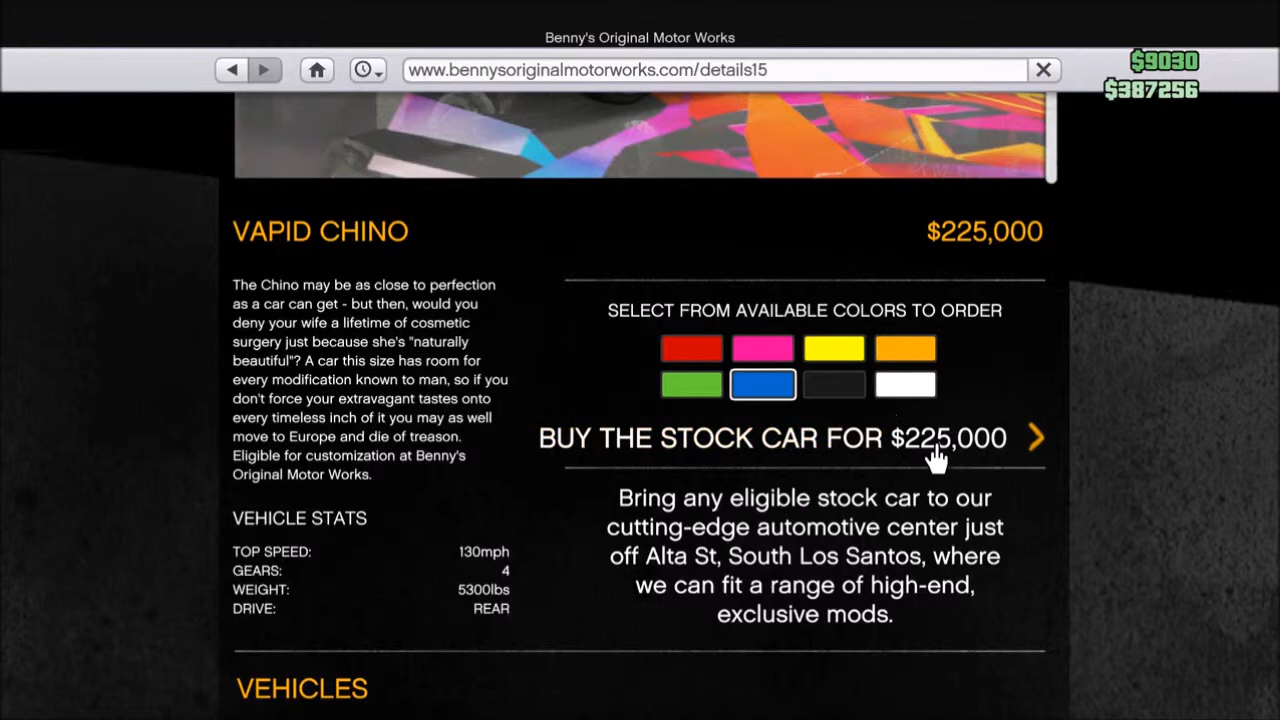 Benny's Original Motor Works
www.bennysoriginalmotorworks.com/details15
$9030
$387256
VAPID CHINO
$225,000
The Chino may be as close to perfection
as a car can get - but then, would you
deny your wife a lifetime of cosmetic
surgery just because she's "naturally
beautiful"? A car this size has room for
every modification known to man, so if you
don't force your extravagant tastes onto
every timeless inch of it you may as well
move to Europe and die of treason.
Eligible for customization at Benny's
Original Motor Works.
VEHICLE STATS
TOP SPEED: 130mph
GEARS: 4
WEIGHT: 5300lbs
DRIVE: REAR
SELECT FROM AVAILABLE COLORS TO ORDER
BUY THE STOCK CAR FOR $225,000
Bring any eligible stock car to our
cutting-edge automotive center just
off Alta St, South Los Santos, where
we can fit a range of high-end,
exclusive mods.
VEHICLES